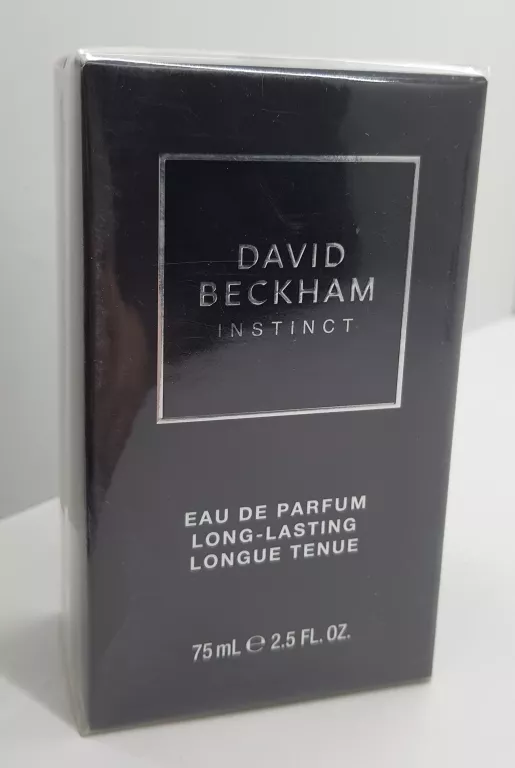 DAVID
BECKHAM
INSTINCT
EAU DE PARFUM
LONG-LASTING
LONGUE TENUE
75 mL ℮ 2.5 FL. OZ.